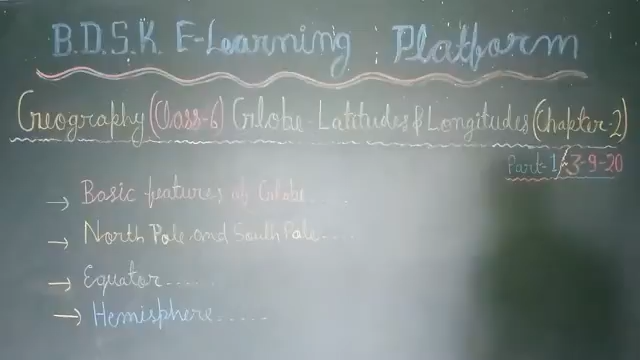 B.D.S.K. E-Learning Platform
Geography (Class-6) Globe-Latitudes & Longitudes (Chapter-2)
Part-1/3-9-20
→ Basic features of Globe.....
→ North Pole and South Pole.....
→ Equator.....
→ Hemisphere.....